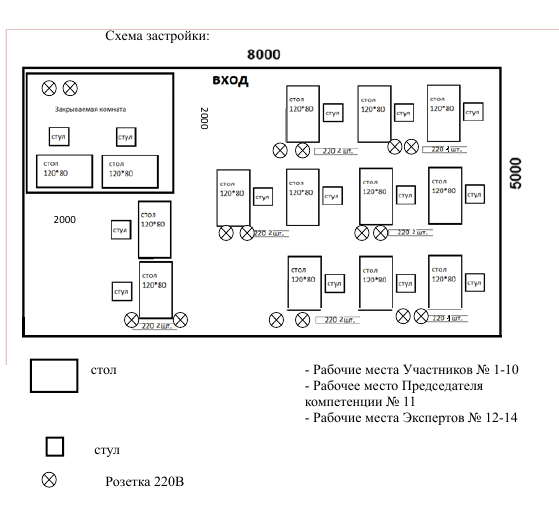 Схема застройки:
8000
вход
Закрываемая комната
2000
стол
120*80
стул
стол
120*80
стул
стол
120*80
стул
220 2 шт.
220 4 шт.
5000
стул
стул
стол
120*80
стол
120*80
стол
120*80
стул
стол
120*80
стул
стол
120*80
стул
стол
120*80
стул
220 2 шт.
220 2 шт.
2000
стул
стол
120*80
стул
стол
120*80
220 2 шт.
стол
120*80
стул
стол
120*80
стул
стол
120*80
стул
220 2 шт.
220 4 шт.
стол
стул
Розетка 220В
- Рабочие места Участников № 1-10
- Рабочее место Председателя
компетенции № 11
- Рабочие места Экспертов № 12-14